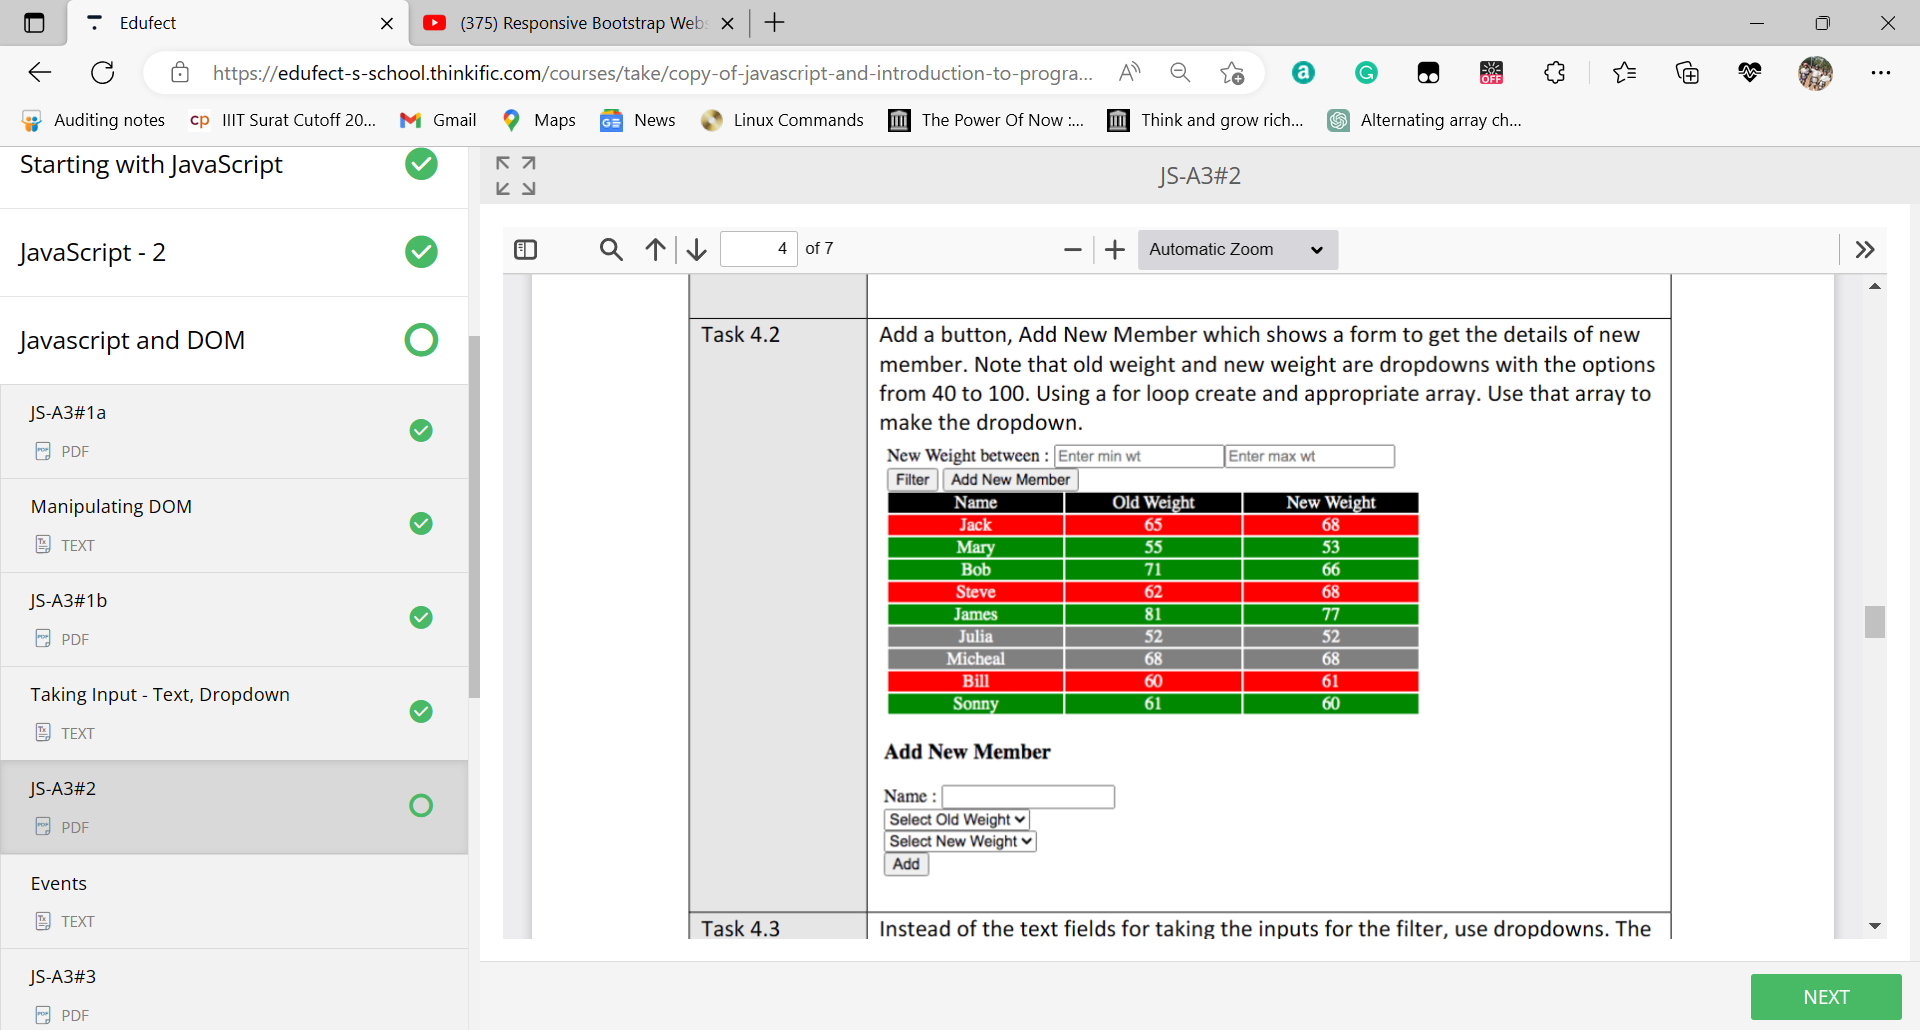 Edufect
(375) Responsive Bootstrap Web
https://edufect-s-school.thinkific.com/courses/take/copy-of-javascript-and-introduction-to-progra...
Auditing notes
IIIT Surat Cutoff 20...
Gmail
Maps
News
Linux Commands
The Power Of Now :...
Think and grow rich...
Alternating array ch...
Starting with JavaScript
JavaScript - 2
Javascript and DOM
JS-A3#1a
PDF
Manipulating DOM
TEXT
JS-A3#1b
PDF
Taking Input - Text, Dropdown
TEXT
JS-A3#2
PDF
Events
TEXT
JS-A3#3
PDF
JS-A3#2
4 of 7
Automatic Zoom
Task 4.2
Add a button, Add New Member which shows a form to get the details of new
member. Note that old weight and new weight are dropdowns with the options
from 40 to 100. Using a for loop create and appropriate array. Use that array to
make the dropdown.
New Weight between : Enter min wt Enter max wt
Filter Add New Member
Name Old Weight New Weight
Jack 65 68
Mary 55 53
Bob 71 66
Steve 62 68
James 81 77
Julia 52 52
Micheal 68 68
Bill 60 61
Sonny 61 60
Add New Member
Name :
Select Old Weight
Select New Weight
Add
Task 4.3
Instead of the text fields for taking the inputs for the filter, use dropdowns. The
NEXT